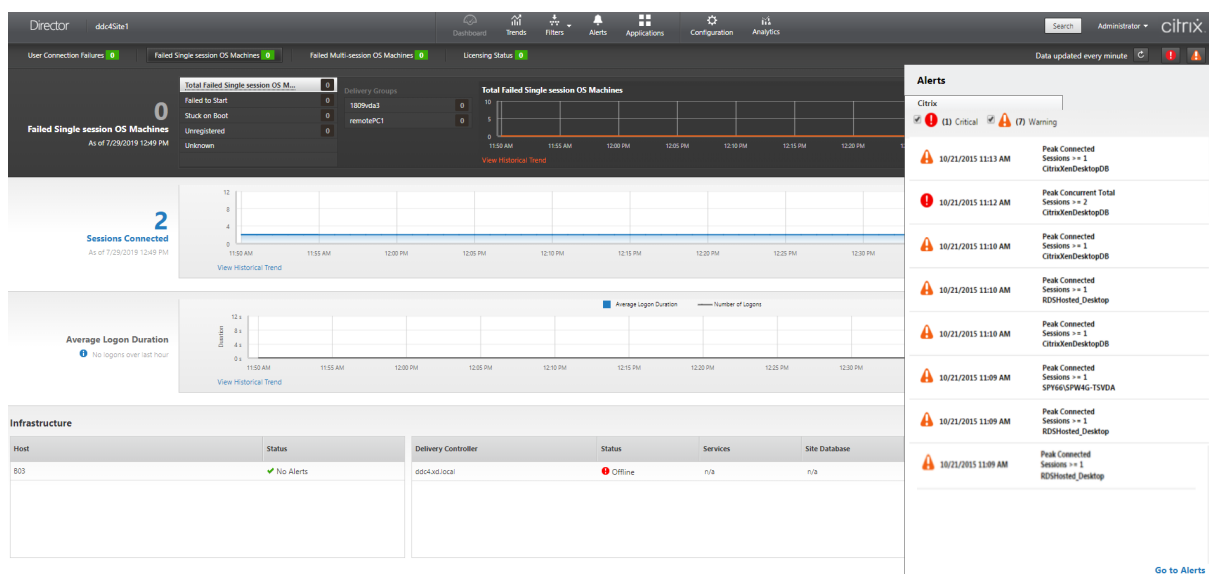 Director ddc4Site1 Dashboard Trends Filters Alerts Applications Configuration Analytics Search Administrator citrix
User Connection Failures 0 Failed Single session OS Machines 0 Failed Multi-session OS Machines 0 Licensing Status 0 Data updated every minute
0
Failed Single session OS Machines
As of 7/29/2019 12:49 PM
Total Failed Single session OS M... 0
Failed to Start 0
Stuck on Boot 0
Unregistered 0
Unknown
Delivery Groups
1809vda3 0
remotePC1 0
Total Failed Single session OS Machines
10
5
0
11:50 AM 11:55 AM 12:00 PM 12:05 PM 12:10 PM 12:15 PM 12:20 PM
View Historical Trend
2
Sessions Connected
As of 7/29/2019 12:49 PM
12
8
4
0
11:50 AM 11:55 AM 12:00 PM 12:05 PM 12:10 PM 12:15 PM 12:20 PM 12:25 PM 12:30 PM
View Historical Trend
Average Logon Duration
No logons over last hour
Average Logon Duration Number of Logons
Duration
12 s
8 s
4 s
0 s
11:50 AM 11:55 AM 12:00 PM 12:05 PM 12:10 PM 12:15 PM 12:20 PM 12:25 PM 12:30 PM
View Historical Trend
Infrastructure
Host Status
B03 No Alerts
Delivery Controller Status Services Site Database
ddc4.xd.local Offline n/a n/a
Alerts
Citrix
(1) Critical (7) Warning
10/21/2015 11:13 AM
Peak Connected
Sessions >= 1
CitrixXenDesktopDB
10/21/2015 11:12 AM
Peak Concurrent Total
Sessions >= 2
CitrixXenDesktopDB
10/21/2015 11:10 AM
Peak Connected
Sessions >= 1
CitrixXenDesktopDB
10/21/2015 11:10 AM
Peak Connected
Sessions >= 1
RDSHosted_Desktop
10/21/2015 11:10 AM
Peak Connected
Sessions >= 1
CitrixXenDesktopDB
10/21/2015 11:09 AM
Peak Connected
Sessions >= 1
SPY66\SPW4G-TSVDA
10/21/2015 11:09 AM
Peak Connected
Sessions >= 1
RDSHosted_Desktop
10/21/2015 11:09 AM
Peak Connected
Sessions >= 1
RDSHosted_Desktop
Go to Alerts